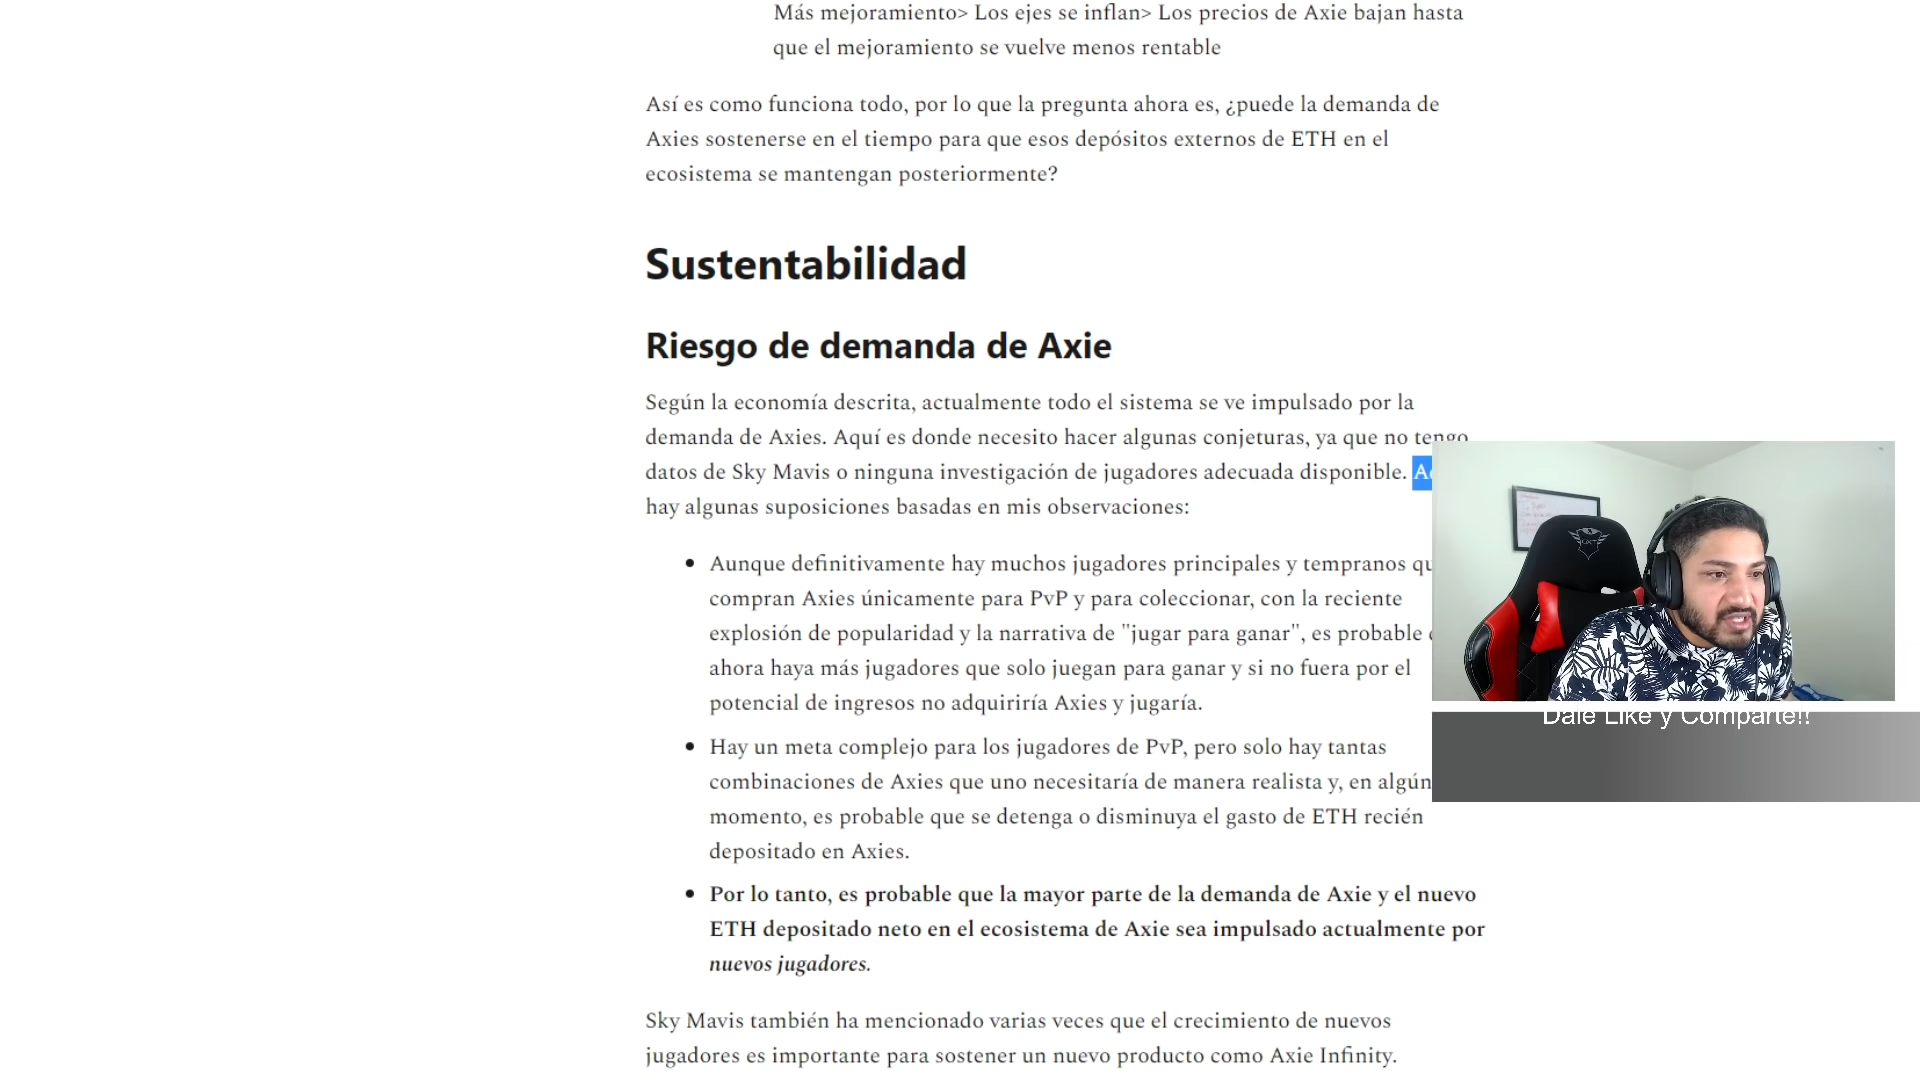 Más mejoramiento> Los ejes se inflan> Los precios de Axie bajan hasta
que el mejoramiento se vuelve menos rentable
Así es como funciona todo, por lo que la pregunta ahora es, ¿puede la demanda de
Axies sostenerse en el tiempo para que esos depósitos externos de ETH en el
ecosistema se mantengan posteriormente?
Sustentabilidad
Riesgo de demanda de Axie
Según la economía descrita, actualmente todo el sistema se ve impulsado por la
demanda de Axies. Aquí es donde necesito hacer algunas conjeturas, ya que no tengo
datos de Sky Mavis o ninguna investigación de jugadores adecuada disponible.
hay algunas suposiciones basadas en mis observaciones:
Aunque definitivamente hay muchos jugadores principales y tempranos
compran Axies únicamente para PvP y para coleccionar, con la reciente
explosión de popularidad y la narrativa de "jugar para ganar", es probable
ahora haya más jugadores que solo juegan para ganar y si no fuera por el
potencial de ingresos no adquiriría Axies y jugaría.
Hay un meta complejo para los jugadores de PvP, pero solo hay tantas
combinaciones de Axies que uno necesitaría de manera realista y, en algún
momento, es probable que se detenga o disminuya el gasto de ETH recién
depositado en Axies.
Por lo tanto, es probable que la mayor parte de la demanda de Axie y el nuevo
ETH depositado neto en el ecosistema de Axie sea impulsado actualmente por
nuevos jugadores.
Sky Mavis también ha mencionado varias veces que el crecimiento de nuevos
jugadores es importante para sostener un nuevo producto como Axie Infinity.
Dale Like y Comparte!!